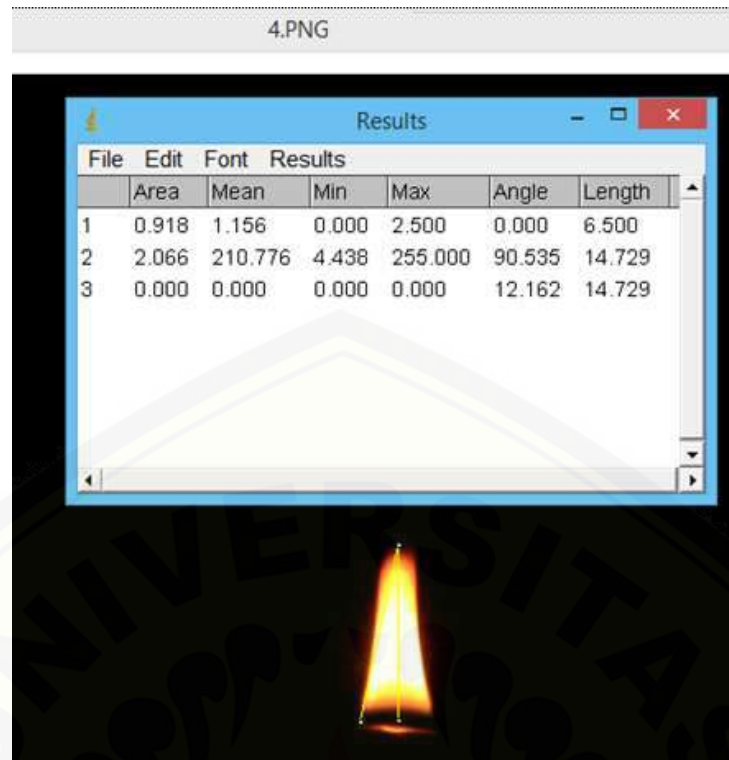 4.PNG
Results
File Edit Font Results
Area Mean Min Max Angle Length
1 0.918 1.156 0.000 2.500 0.000 6.500
2 2.066 210.776 4.438 255.000 90.535 14.729
3 0.000 0.000 0.000 0.000 12.162 14.729
UNIVERSITAS